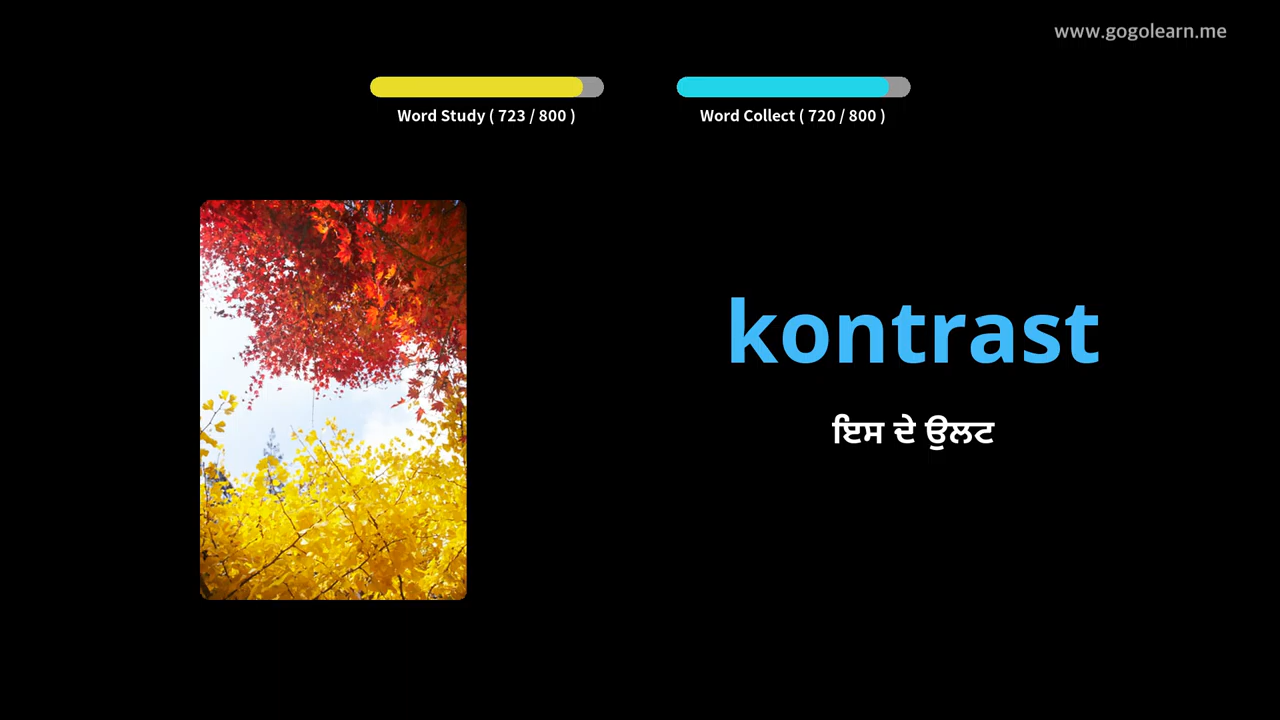 www.gogolearn.me
Word Study ( 723 / 800 )
Word Collect ( 720 / 800 )
kontrast
ਇਸ ਦੇ ਉਲਟ